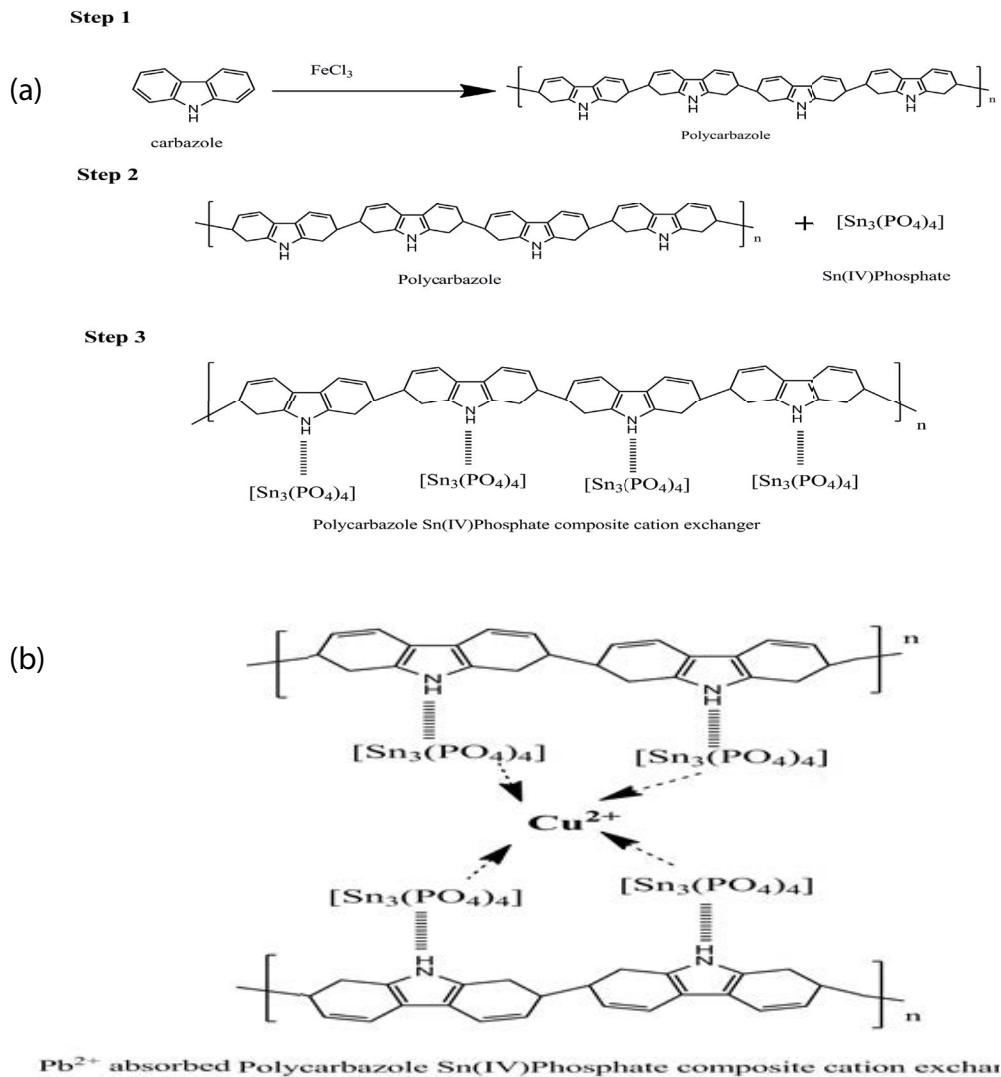 Step 1
(a)
FeCl₃
N
H
carbazole
N
H
N
H
N
H
N
H
n
Polycarbazole
Step 2
N
H
N
H
N
H
N
H
n
+ [Sn₃(PO₄)₄]
Polycarbazole
Sn(IV)Phosphate
Step 3
N
H
N
H
N
H
N
H
n
[Sn₃(PO₄)₄] [Sn₃(PO₄)₄] [Sn₃(PO₄)₄] [Sn₃(PO₄)₄]
Polycarbazole Sn(IV)Phosphate composite cation exchanger
(b)
n
N
H
N
H
[Sn₃(PO₄)₄] [Sn₃(PO₄)₄]
Cu²⁺
[Sn₃(PO₄)₄] [Sn₃(PO₄)₄]
H
N
H
N
n
Pb²⁺ absorbed Polycarbazole Sn(IV)Phosphate composite cation exchan